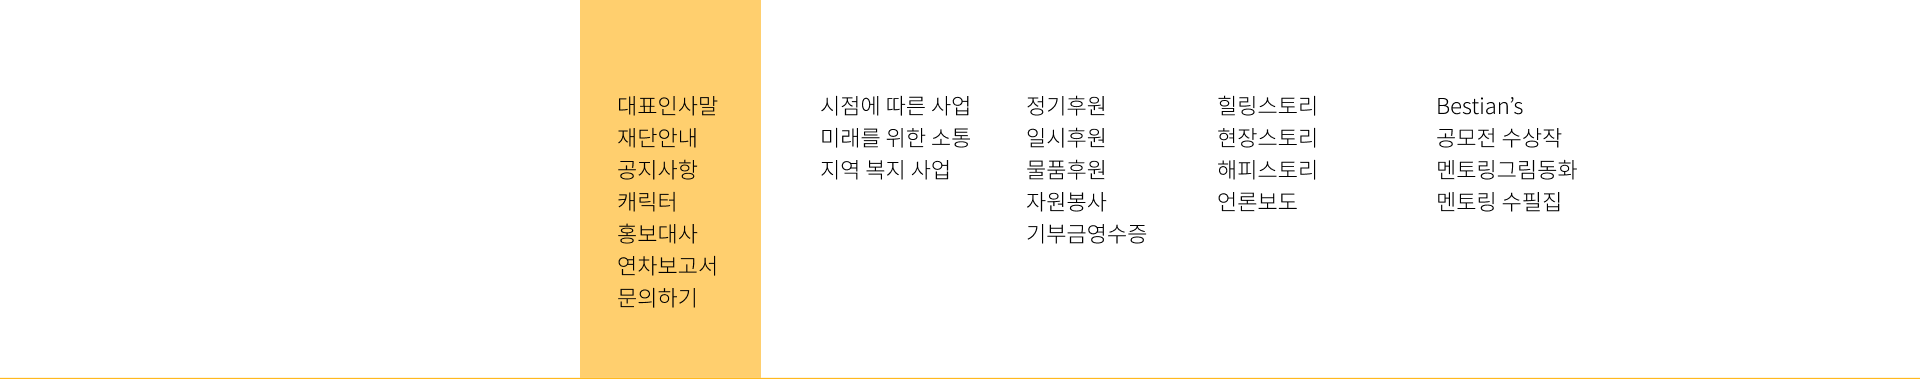 대표인사말
재단안내
공지사항
캐릭터
홍보대사
연차보고서
문의하기
시점에 따른 사업
미래를 위한 소통
지역 복지 사업
정기후원
일시후원
물품후원
자원봉사
기부금영수증
힐링스토리
현장스토리
해피스토리
언론보도
Bestian’s
공모전 수상작
멘토링그림동화
멘토링 수필집